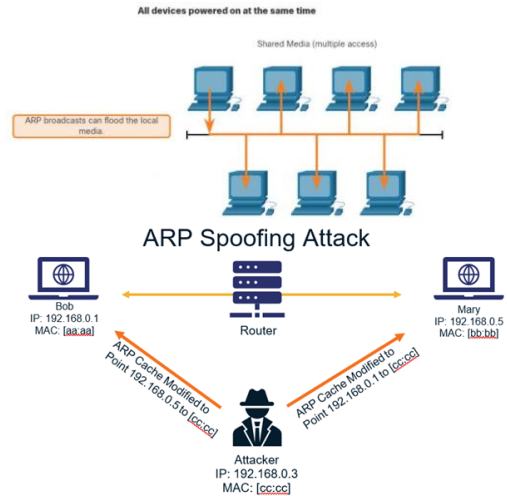 All devices powered on at the same time
Shared Media (multiple access)
ARP broadcasts can flood the local
media.
ARP Spoofing Attack
Bob
IP: 192.168.0.1
MAC: [aa:aa]
Router
Mary
IP: 192.168.0.5
MAC: [bb:bb]
ARP Cache Modified to
Point 192.168.0.5 to [cc:cc]
ARP Cache Modified to
Point 192.168.0.1 to [cc:cc]
Attacker
IP: 192.168.0.3
MAC: [cc:cc]